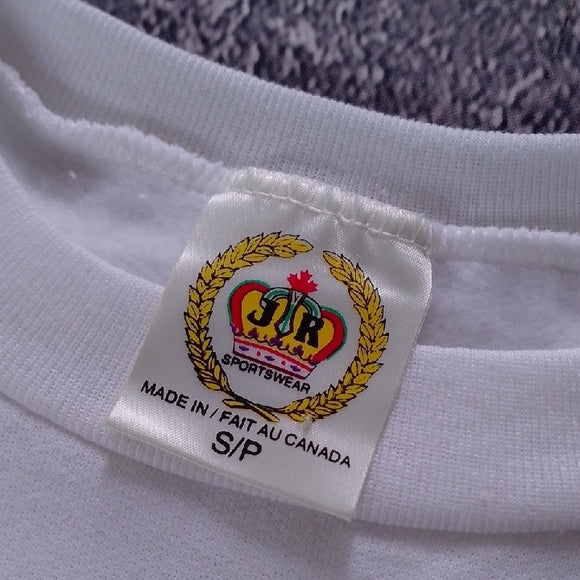 JR
SPORTSWEAR
MADE IN / FAIT AU CANADA
S/P